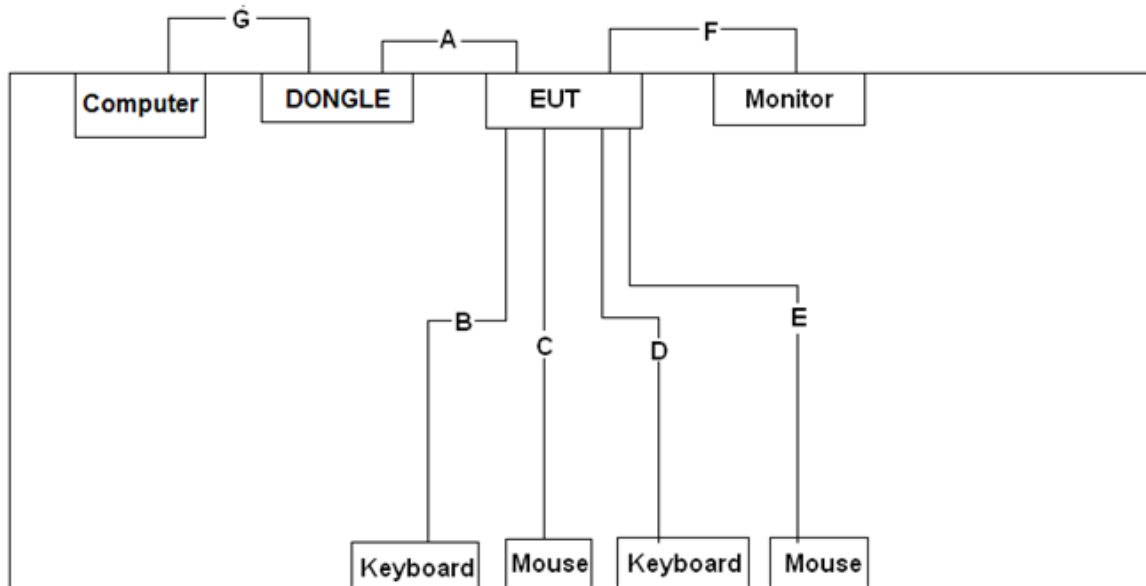 G
A
F
Computer
DONGLE
EUT
Monitor
B
C
D
E
Keyboard
Mouse
Keyboard
Mouse